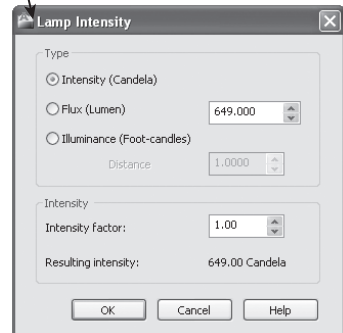 Lamp Intensity
Type
Intensity (Candela)
Flux (Lumen) 649.000
Illuminance (Foot-candles)
Distance 1.0000
Intensity
Intensity factor: 1.00
Resulting intensity: 649.00 Candela
OK Cancel Help